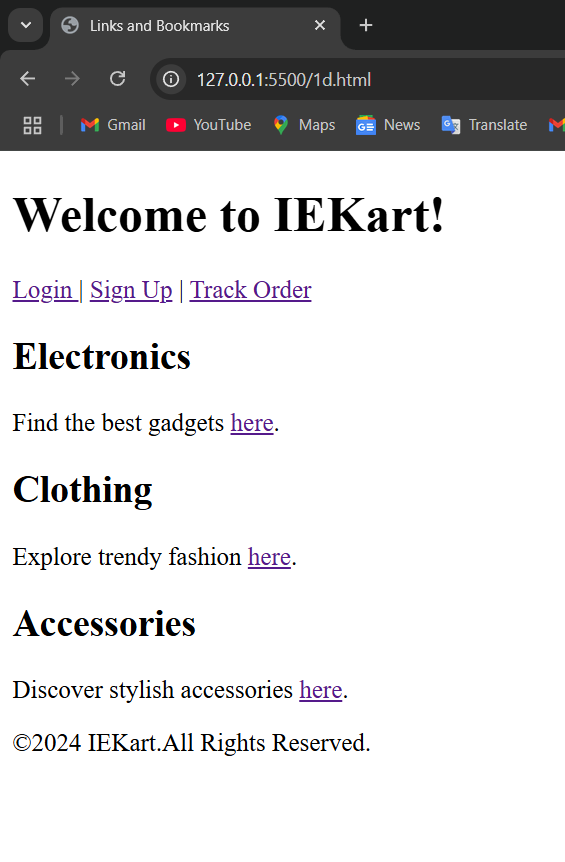 Links and Bookmarks
127.0.0.1:5500/1d.html
Gmail YouTube Maps News Translate
Welcome to IEKart!
Login | Sign Up | Track Order
Electronics
Find the best gadgets here.
Clothing
Explore trendy fashion here.
Accessories
Discover stylish accessories here.
©2024 IEKart.All Rights Reserved.